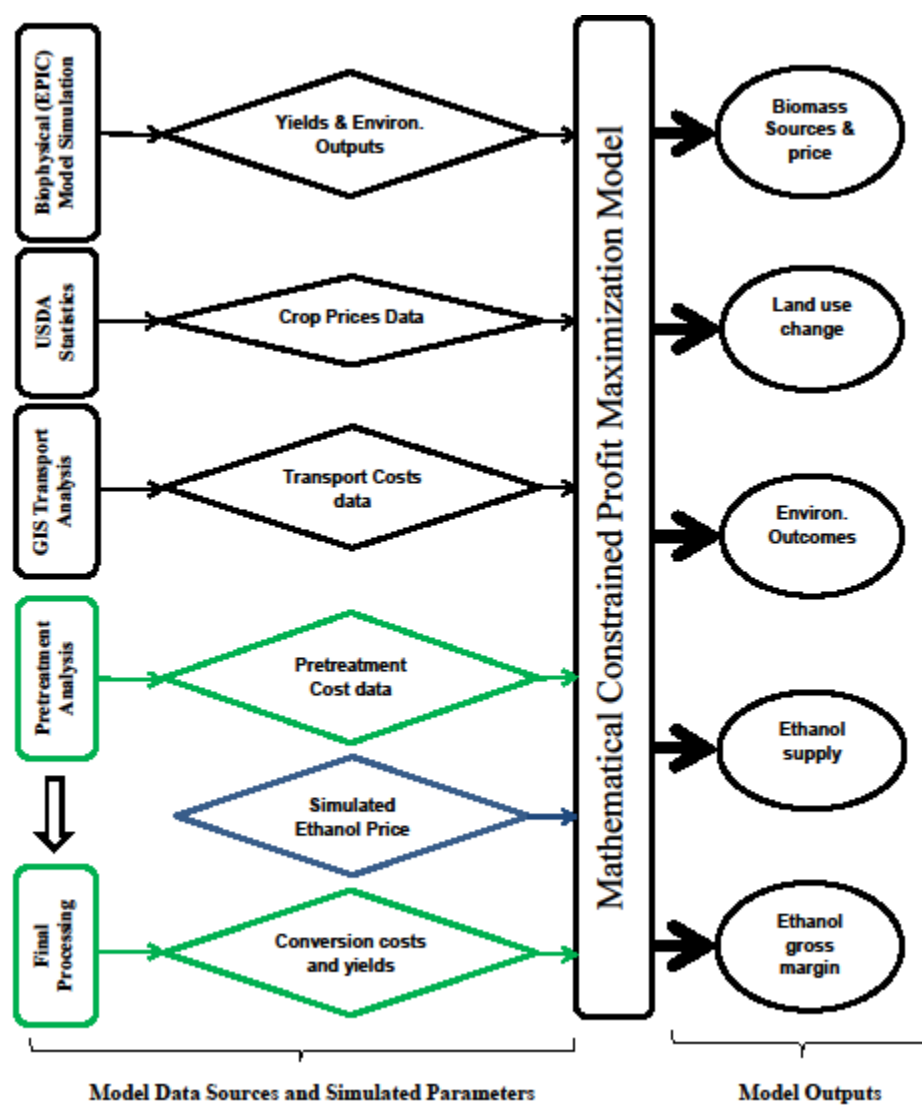 Biophysical (EPIC)
Model Simulation
Yields & Environ.
Outputs
USDA
Statistics
Crop Prices Data
GIS Transport
Analysis
Transport Costs
data
Pretreatment
Analysis
Pretreatment
Cost data
Simulated
Ethanol Price
Final
Processing
Conversion costs
and yields
Mathematical Constrained Profit Maximization Model
Biomass
Sources &
price
Land use
change
Environ.
Outcomes
Ethanol
supply
Ethanol
gross
margin
Model Data Sources and Simulated Parameters
Model Outputs